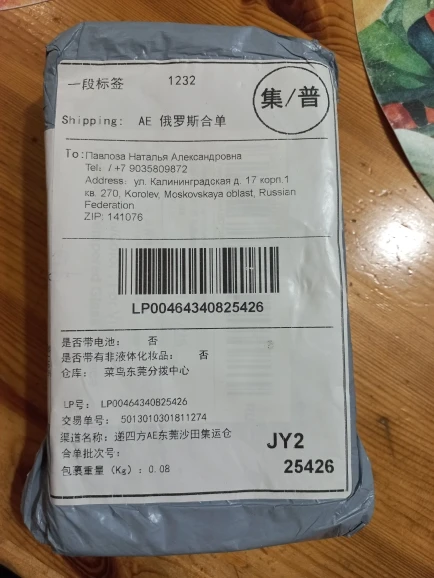 一段标签 1232
集/普
Shipping: AE 俄罗斯合单
To: Павлова Наталья Александровна
Tel: / +7 9035809872
Address: ул. Калининградская д. 17 корп.1
кв. 270, Korolev, Moskovskaya oblast, Russian
Federation
ZIP: 141076
LP00464340825426
是否带电池: 否
是否带有非液体化妆品: 否
仓库: 菜鸟东莞分拨中心
LP号: LP00464340825426
交易单号: 5013010301811274
渠道名称: 递四方AE东莞沙田集运仓
合单批次号:
包裹重量 (Kg) : 0.08
JY2
25426